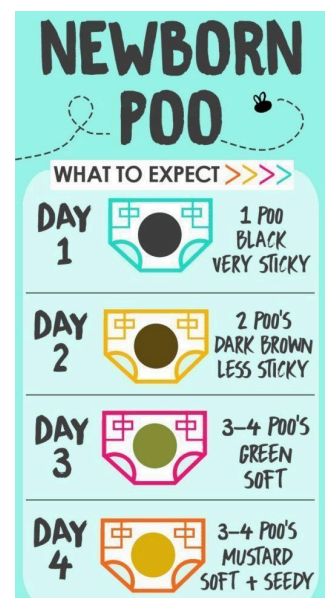 NEWBORN
POO
WHAT TO EXPECT >>>>
DAY
1
1 POO
BLACK
VERY STICKY
DAY
2
2 POO'S
DARK BROWN
LESS STICKY
DAY
3
3-4 POO'S
GREEN
SOFT
DAY
4
3-4 POO'S
MUSTARD
SOFT + SEEDY